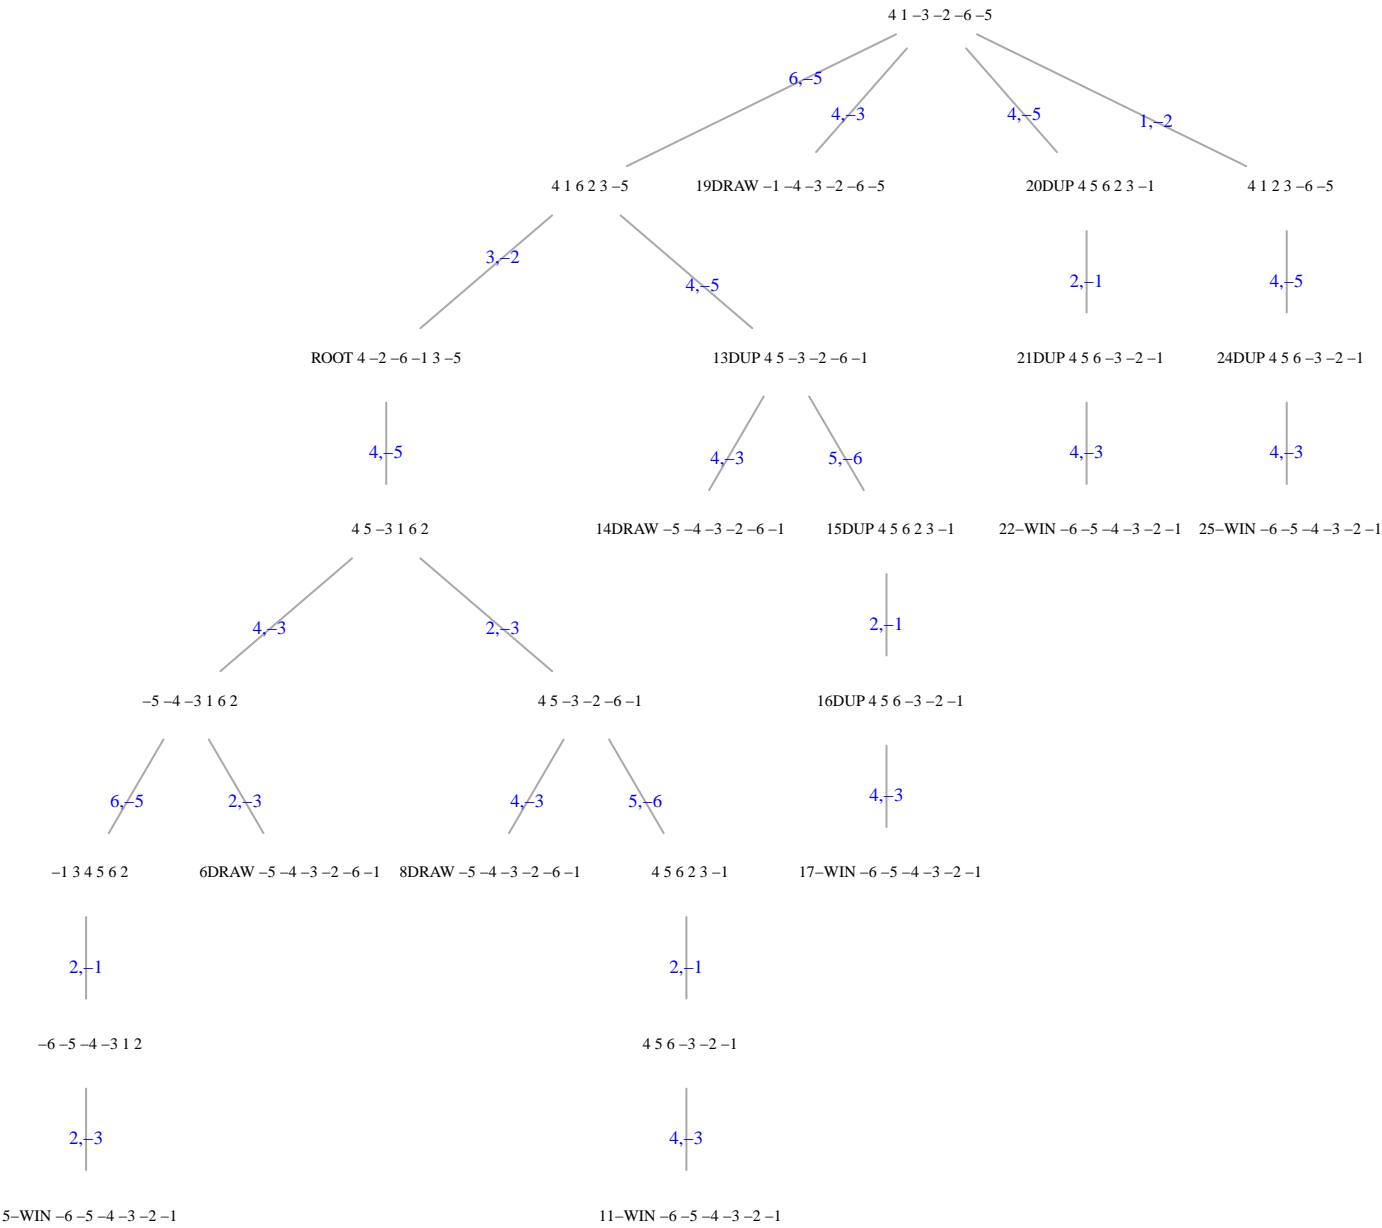 4 1 –3 –2 –6 –5
6,–5
4,–3
4,–5
1,–2
4 1 6 2 3 –5
19DRAW –1 –4 –3 –2 –6 –5
20DUP 4 5 6 2 3 –1
4 1 2 3 –6 –5
3,–2
4,–5
2,–1
4,–5
ROOT 4 –2 –6 –1 3 –5
13DUP 4 5 –3 –2 –6 –1
21DUP 4 5 6 –3 –2 –1
24DUP 4 5 6 –3 –2 –1
4,–5
4,–3
5,–6
4,–3
4,–3
4 5 –3 1 6 2
14DRAW –5 –4 –3 –2 –6 –1
15DUP 4 5 6 2 3 –1
22–WIN –6 –5 –4 –3 –2 –1
25–WIN –6 –5 –4 –3 –2 –1
4,–3
2,–3
2,–1
–5 –4 –3 1 6 2
4 5 –3 –2 –6 –1
16DUP 4 5 6 –3 –2 –1
6,–5
2,–3
4,–3
5,–6
4,–3
–1 3 4 5 6 2
6DRAW –5 –4 –3 –2 –6 –1
8DRAW –5 –4 –3 –2 –6 –1
4 5 6 2 3 –1
17–WIN –6 –5 –4 –3 –2 –1
2,–1
2,–1
–6 –5 –4 –3 1 2
4 5 6 –3 –2 –1
2,–3
4,–3
5–WIN –6 –5 –4 –3 –2 –1
11–WIN –6 –5 –4 –3 –2 –1